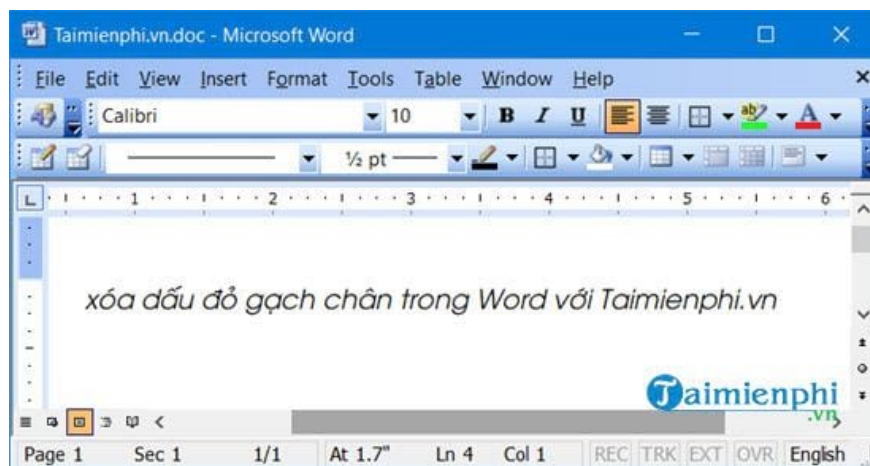 Taimienphi.vn.doc - Microsoft Word
File Edit View Insert Format Tools Table Window Help
Calibri 10 B I U ab A
½ pt
L 1 2 3 4 5 6
xóa dấu đỏ gạch chân trong Word với Taimienphi.vn
Taimienphi
.vn
Page 1 Sec 1 1/1 At 1.7" Ln 4 Col 1 REC TRK EXT OVR English